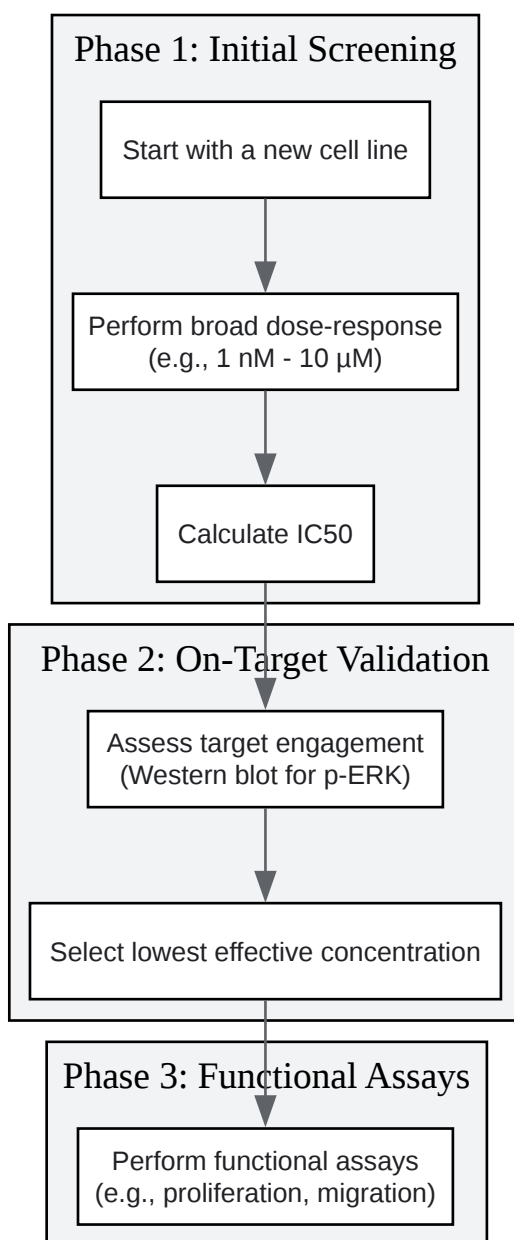 Phase 1: Initial Screening
Start with a new cell line
Perform broad dose-response
(e.g., 1 nM - 10 µM)
Calculate IC50
Phase 2: On-Target Validation
Assess target engagement
(Western blot for p-ERK)
Select lowest effective concentration
Phase 3: Functional Assays
Perform functional assays
(e.g., proliferation, migration)